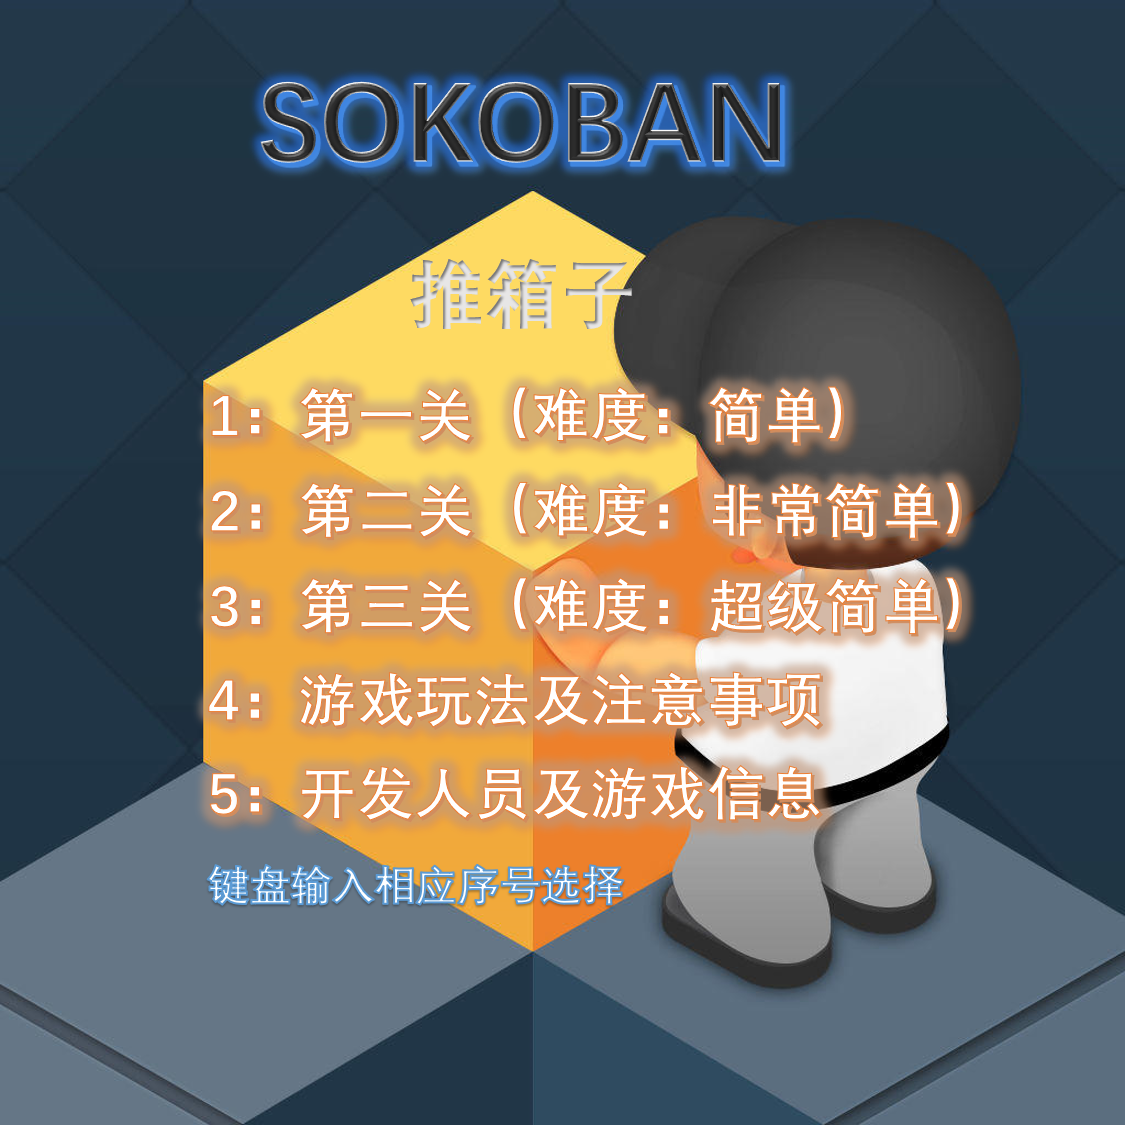 SOKOBAN
推箱子
1：第一关（难度：简单）
2：第二关（难度：非常简单）
3：第三关（难度：超级简单）
4：游戏玩法及注意事项
5：开发人员及游戏信息
键盘输入相应序号选择